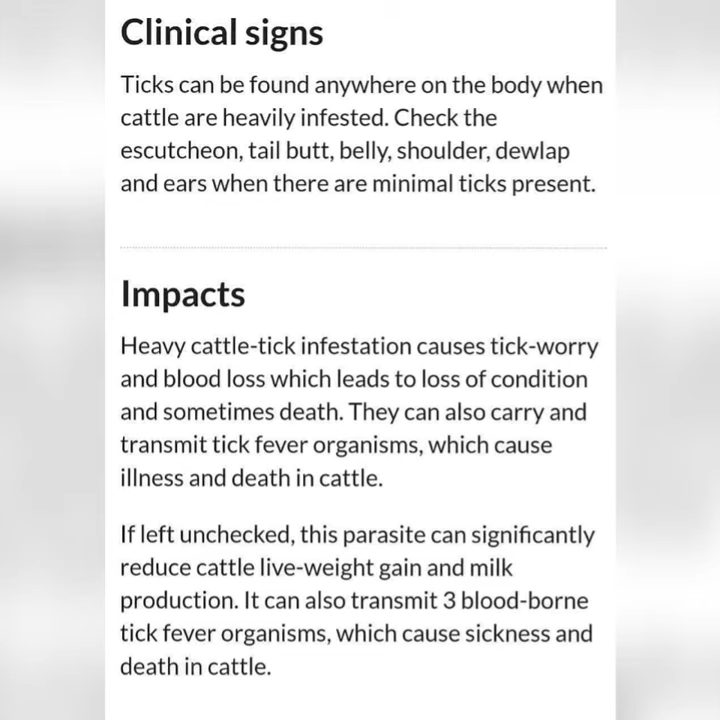 Clinical signs
Ticks can be found anywhere on the body when
cattle are heavily infested. Check the
escutcheon, tail butt, belly, shoulder, dewlap
and ears when there are minimal ticks present.
Impacts
Heavy cattle-tick infestation causes tick-worry
and blood loss which leads to loss of condition
and sometimes death. They can also carry and
transmit tick fever organisms, which cause
illness and death in cattle.
If left unchecked, this parasite can significantly
reduce cattle live-weight gain and milk
production. It can also transmit 3 blood-borne
tick fever organisms, which cause sickness and
death in cattle.